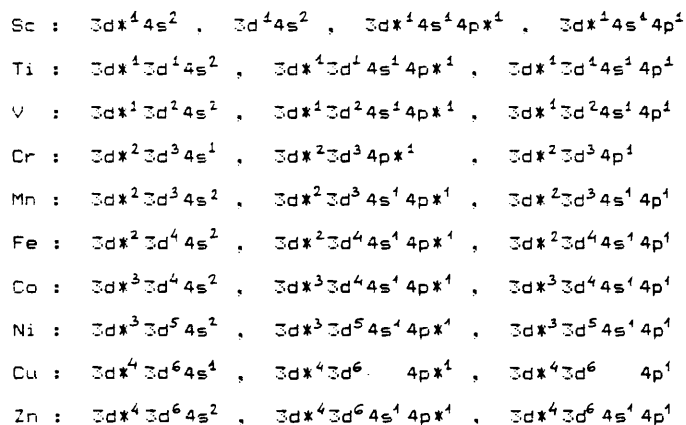 Sc : 3d*¹4s² , 3d¹4s² , 3d*¹4s¹4p*¹ , 3d*¹4s¹4p¹
Ti : 3d*¹3d¹4s² , 3d*¹3d¹4s¹4p*¹ , 3d*¹3d¹4s¹4p¹
V : 3d*¹3d²4s² , 3d*¹3d²4s¹4p*¹ , 3d*¹3d²4s¹4p¹
Cr : 3d*²3d³4s¹ , 3d*²3d³4p*¹ , 3d*²3d³4p¹
Mn : 3d*²3d³4s² , 3d*²3d³4s¹4p*¹ , 3d*²3d³4s¹4p¹
Fe : 3d*²3d⁴4s² , 3d*²3d⁴4s¹4p*¹ , 3d*²3d⁴4s¹4p¹
Co : 3d*³3d⁴4s² , 3d*³3d⁴4s¹4p*¹ , 3d*³3d⁴4s¹4p¹
Ni : 3d*³3d⁵4s² , 3d*³3d⁵4s¹4p*¹ , 3d*³3d⁵4s¹4p¹
Cu : 3d*⁴3d⁶4s¹ , 3d*⁴3d⁶ 4p*¹ , 3d*⁴3d⁶ 4p¹
Zn : 3d*⁴3d⁶4s² , 3d*⁴3d⁶4s¹4p*¹ , 3d*⁴3d⁶4s¹4p¹